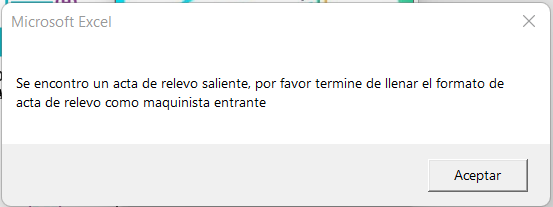 Microsoft Excel
Se encontro un acta de relevo saliente, por favor termine de llenar el formato de
acta de relevo como maquinista entrante
Aceptar